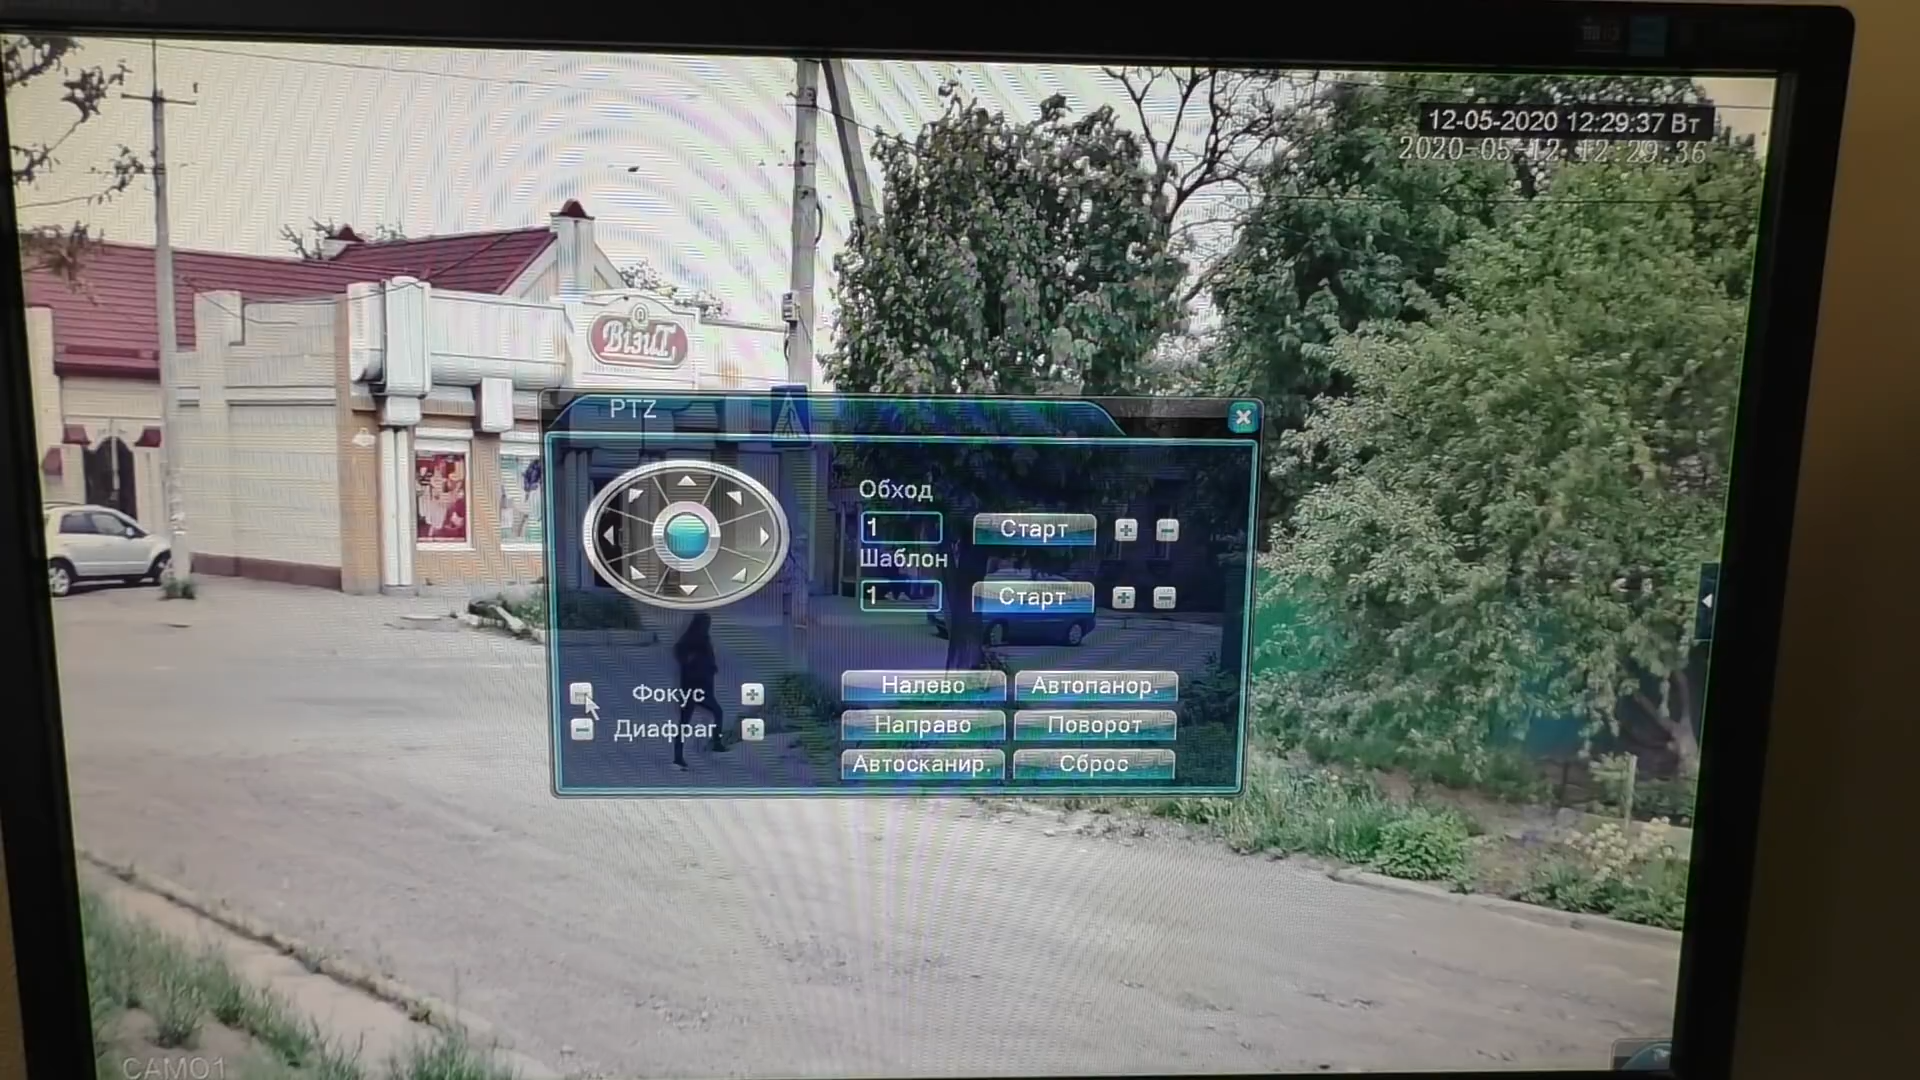 12-05-2020 12:29:37 Вт
2020-05-12 12:29:36
ВізиТ
PTZ
Обход
1 Старт
Шаблон
1 Старт
Фокус
Диафраг.
Налево Автопанор.
Направо Поворот
Автосканир. Сброс
CAM01